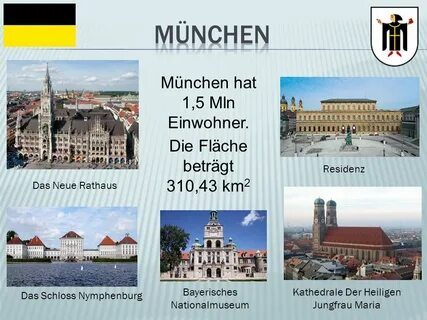 MÜNCHEN
München hat
1,5 Mln
Einwohner.
Die Fläche
beträgt
310,43 km²
Das Neue Rathaus
Residenz
Das Schloss Nymphenburg
Bayerisches
Nationalmuseum
Kathedrale Der Heiligen
Jungfrau Maria